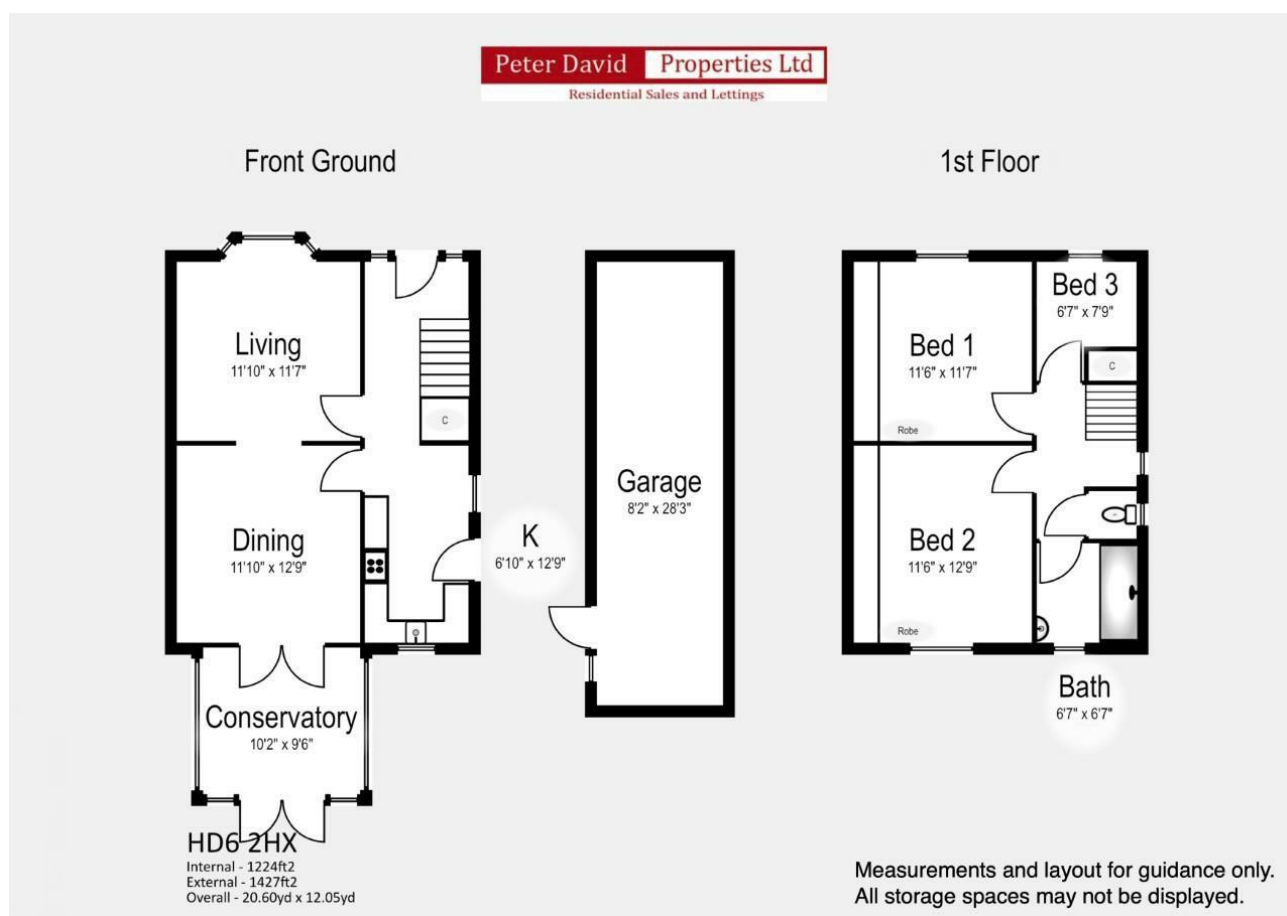 Peter David Properties Ltd
Residential Sales and Lettings
Front Ground
1st Floor
Living
11'10" x 11'7"
C
Dining
11'10" x 12'9"
K
6'10" x 12'9"
Conservatory
10'2" x 9'6"
Garage
8'2" x 28'3"
Bed 1
11'6" x 11'7"
Robe
Bed 3
6'7" x 7'9"
C
Bed 2
11'6" x 12'9"
Robe
Bath
6'7" x 6'7"
HD6 2HX
Internal - 1224ft2
External - 1427ft2
Overall - 20.60yd x 12.05yd
Measurements and layout for guidance only.
All storage spaces may not be displayed.